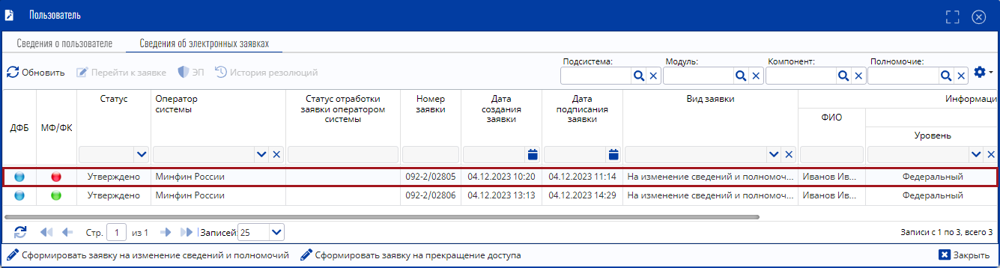 Пользователь
Сведения о пользователе Сведения об электронных заявках
Обновить Перейти к заявке ЭП История резолюций Подсистема: Модуль: Компонент: Полномочие:
ДФБ МФ/ФК Статус Оператор системы Статус отработки заявки оператором системы Номер заявки Дата создания заявки Дата подписания заявки Вид заявки Информаци
ФИО
Уровень
Утверждено Минфин России 092-2/02805 04.12.2023 10:20 04.12.2023 11:14 На изменение сведений и полномоч... Иванов Ив... Федеральный
Утверждено Минфин России 092-2/02806 04.12.2023 13:13 04.12.2023 14:29 На изменение сведений и полномоч... Иванов Ив... Федеральный
Стр. 1 из 1 Записей: 25 Записи с 1 по 3, всего 3
Сформировать заявку на изменение сведений и полномочий Сформировать заявку на прекращение доступа Закрыть